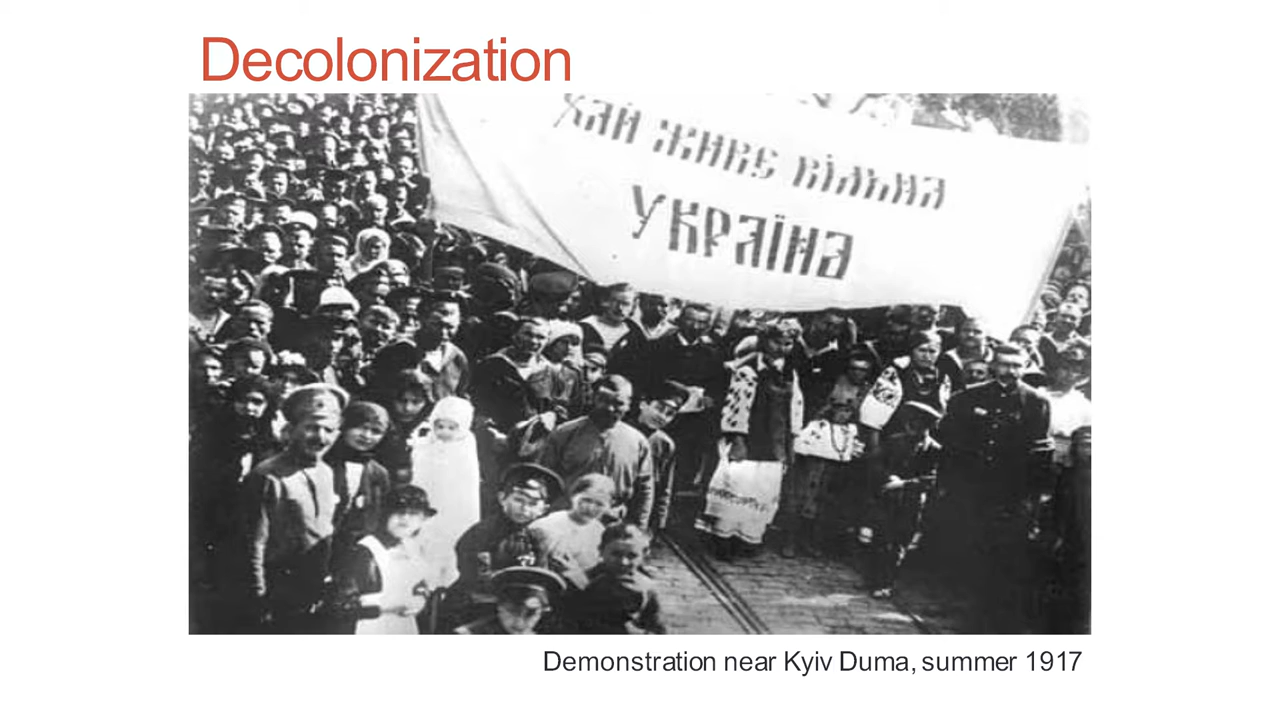 Decolonization
ХАЙ ЖИВЕ ВІЛЬНА
УКРАЇНА
Demonstration near Kyiv Duma, summer 1917